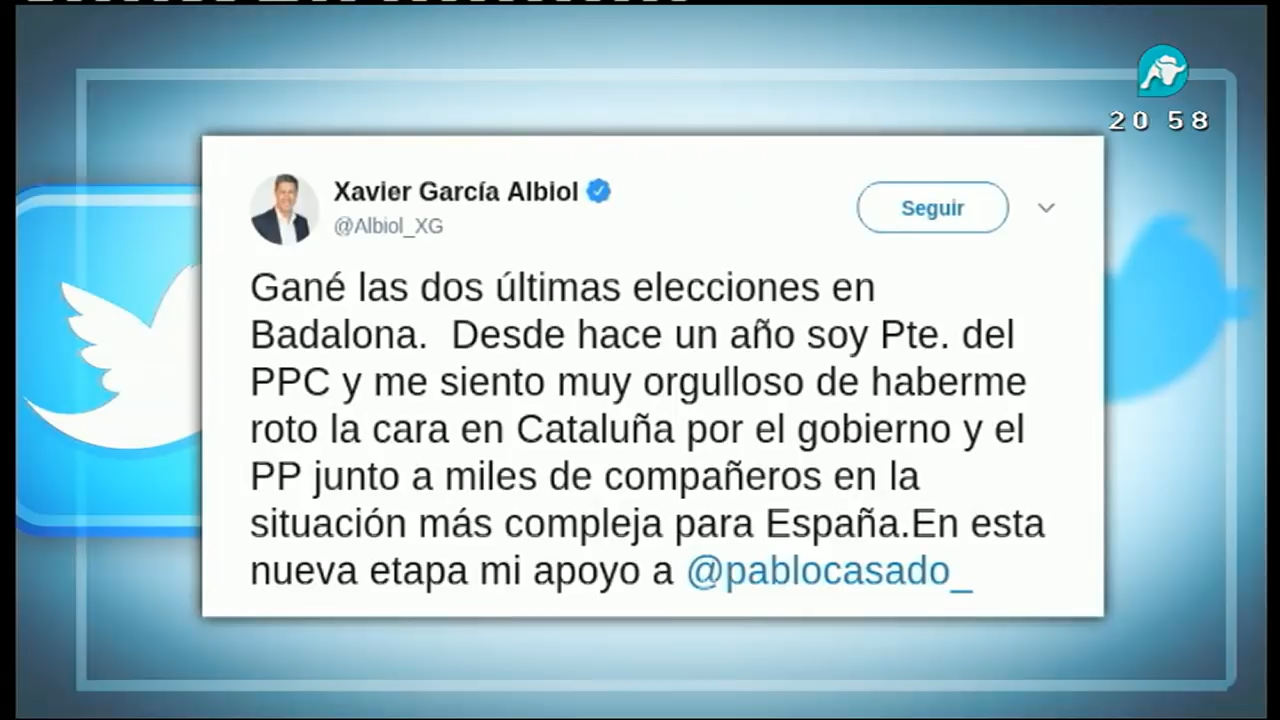 20 58
Xavier García Albiol
@Albiol_XG
Seguir
Gané las dos últimas elecciones en
Badalona. Desde hace un año soy Pte. del
PPC y me siento muy orgulloso de haberme
roto la cara en Cataluña por el gobierno y el
PP junto a miles de compañeros en la
situación más compleja para España.En esta
nueva etapa mi apoyo a @pablocasado_